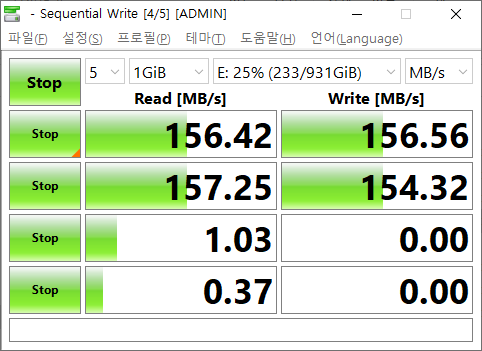 - Sequential Write [4/5] [ADMIN]
파일(F) 설정(S) 프로필(P) 테마(T) 도움말(H) 언어(Language)
Stop 5 1GiB E: 25% (233/931GiB) MB/s
Read [MB/s] Write [MB/s]
Stop 156.42 156.56
Stop 157.25 154.32
Stop 1.03 0.00
Stop 0.37 0.00